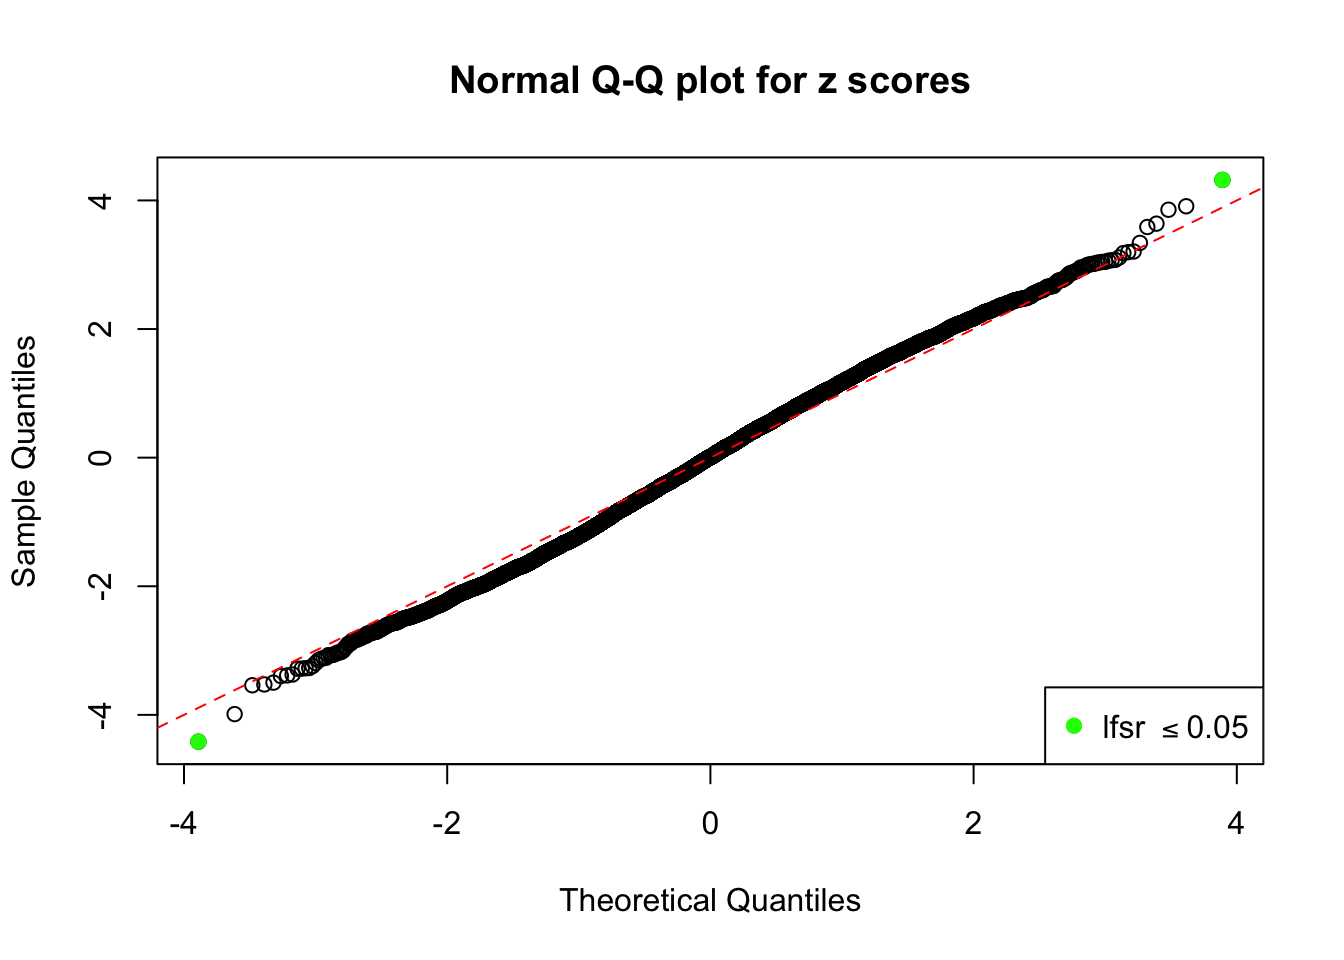 Normal Q-Q plot for z scores
Sample Quantiles
4
2
0
-2
-4
lfsr ≤ 0.05
-4 -2 0 2 4
Theoretical Quantiles